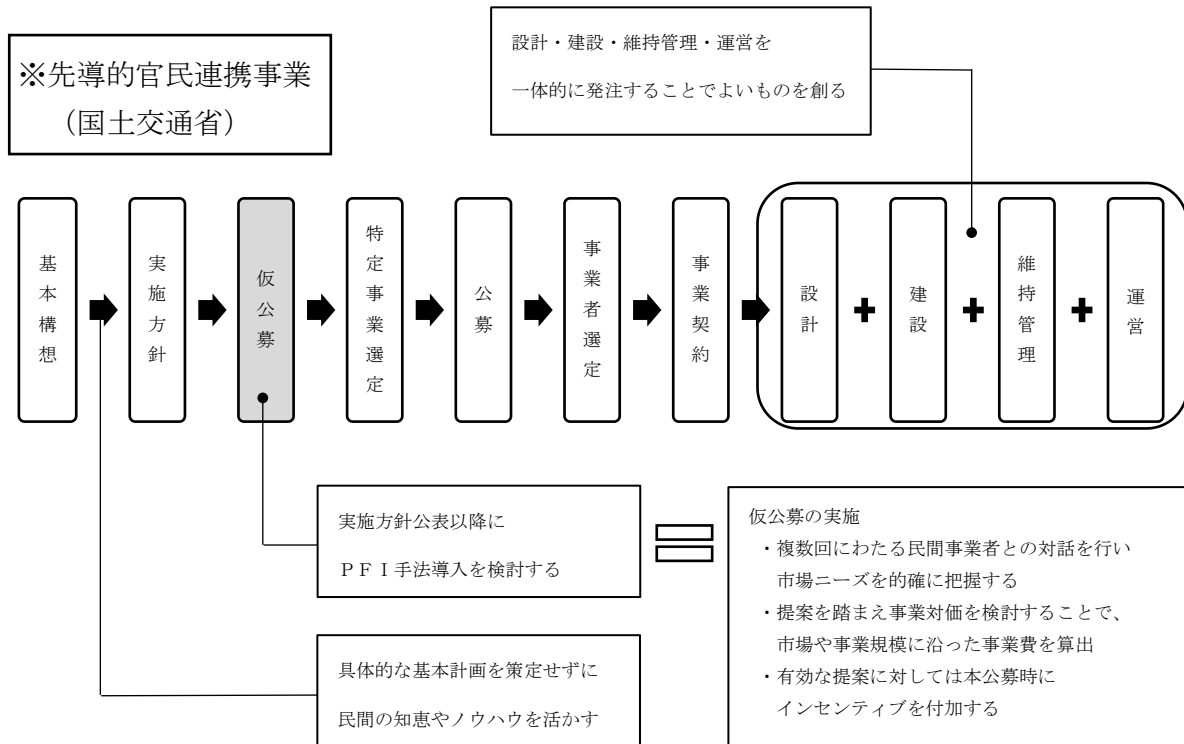 ※先導的官民連携事業
（国土交通省）
設計・建設・維持管理・運営を
一体的に発注することでよいものを創る
基本構想
実施方針
仮公募
特定事業選定
公募
事業者選定
事業契約
設計
建設
維持管理
運営
実施方針公表以降に
ＰＦＩ手法導入を検討する
具体的な基本計画を策定せずに
民間の知恵やノウハウを活かす
仮公募の実施
・複数回にわたる民間事業者との対話を行い
市場ニーズを的確に把握する
・提案を踏まえ事業対価を検討することで、
市場や事業規模に沿った事業費を算出
・有効な提案に対しては本公募時に
インセンティブを付加する